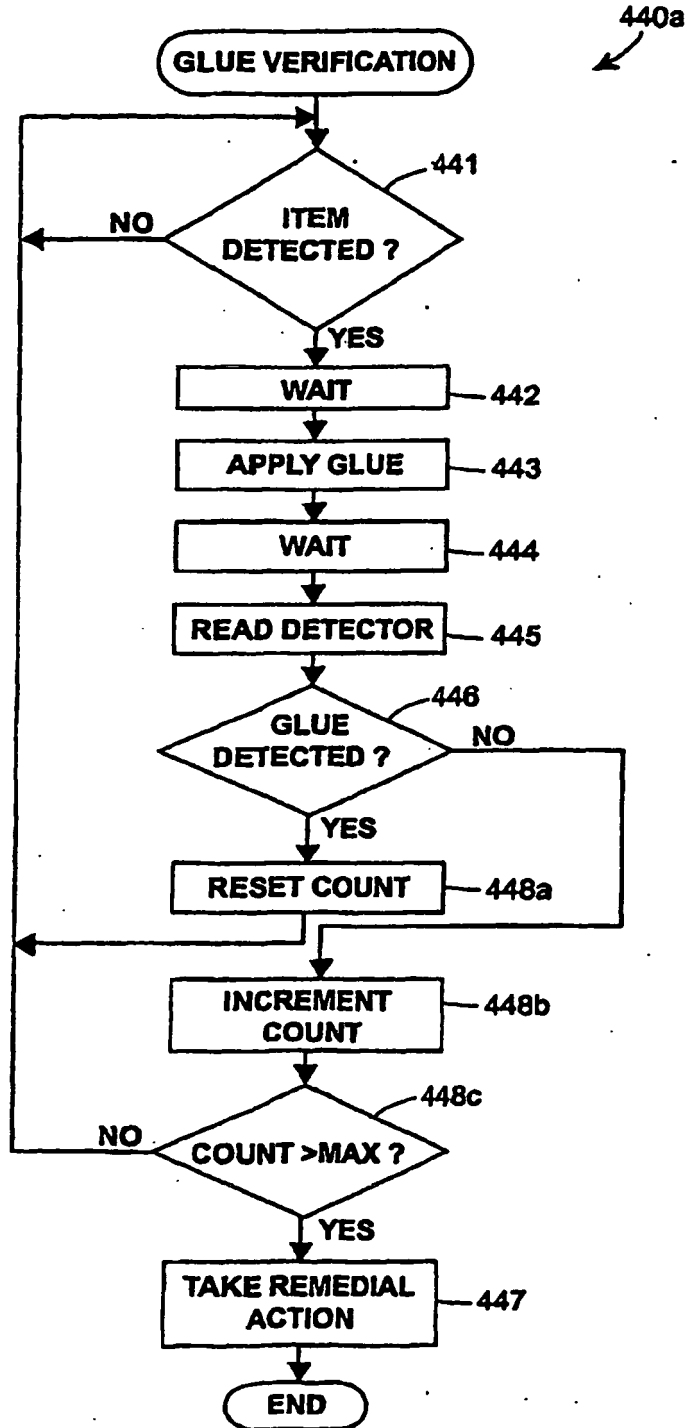 440a
GLUE VERIFICATION
441
ITEM
DETECTED ?
NO
YES
WAIT
442
APPLY GLUE
443
WAIT
444
READ DETECTOR
445
446
GLUE
DETECTED ?
NO
YES
RESET COUNT
448a
INCREMENT
COUNT
448b
448c
COUNT >MAX ?
NO
YES
TAKE REMEDIAL
ACTION
447
END